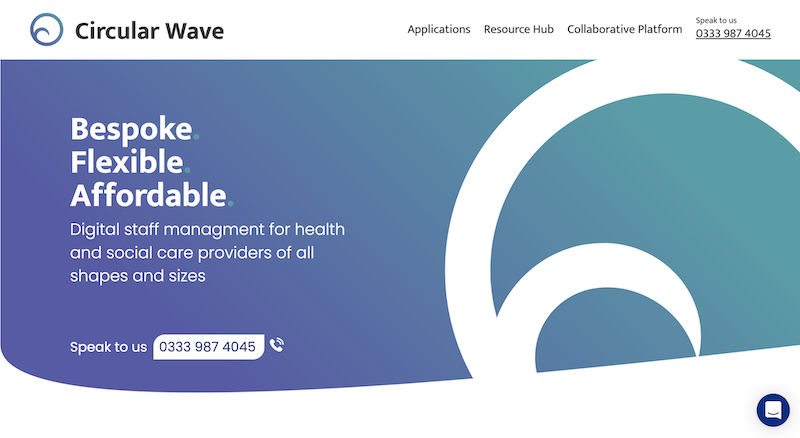 Circular Wave
Applications
Resource Hub
Collaborative Platform
Speak to us
0333 987 4045
Bespoke.
Flexible.
Affordable.
Digital staff managment for health
and social care providers of all
shapes and sizes
Speak to us 0333 987 4045